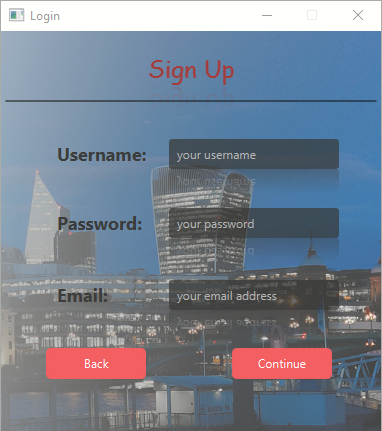 Login
Sign Up
Username:
your username
Password:
your password
Email:
your email address
Back
Continue